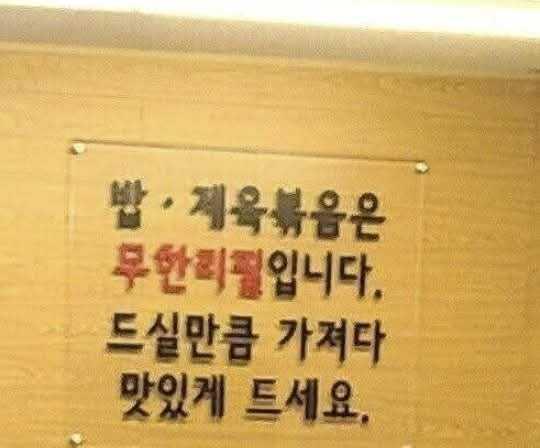 밥·제육볶음은
무한리필입니다.
드실만큼 가져다
맛있게 드세요.